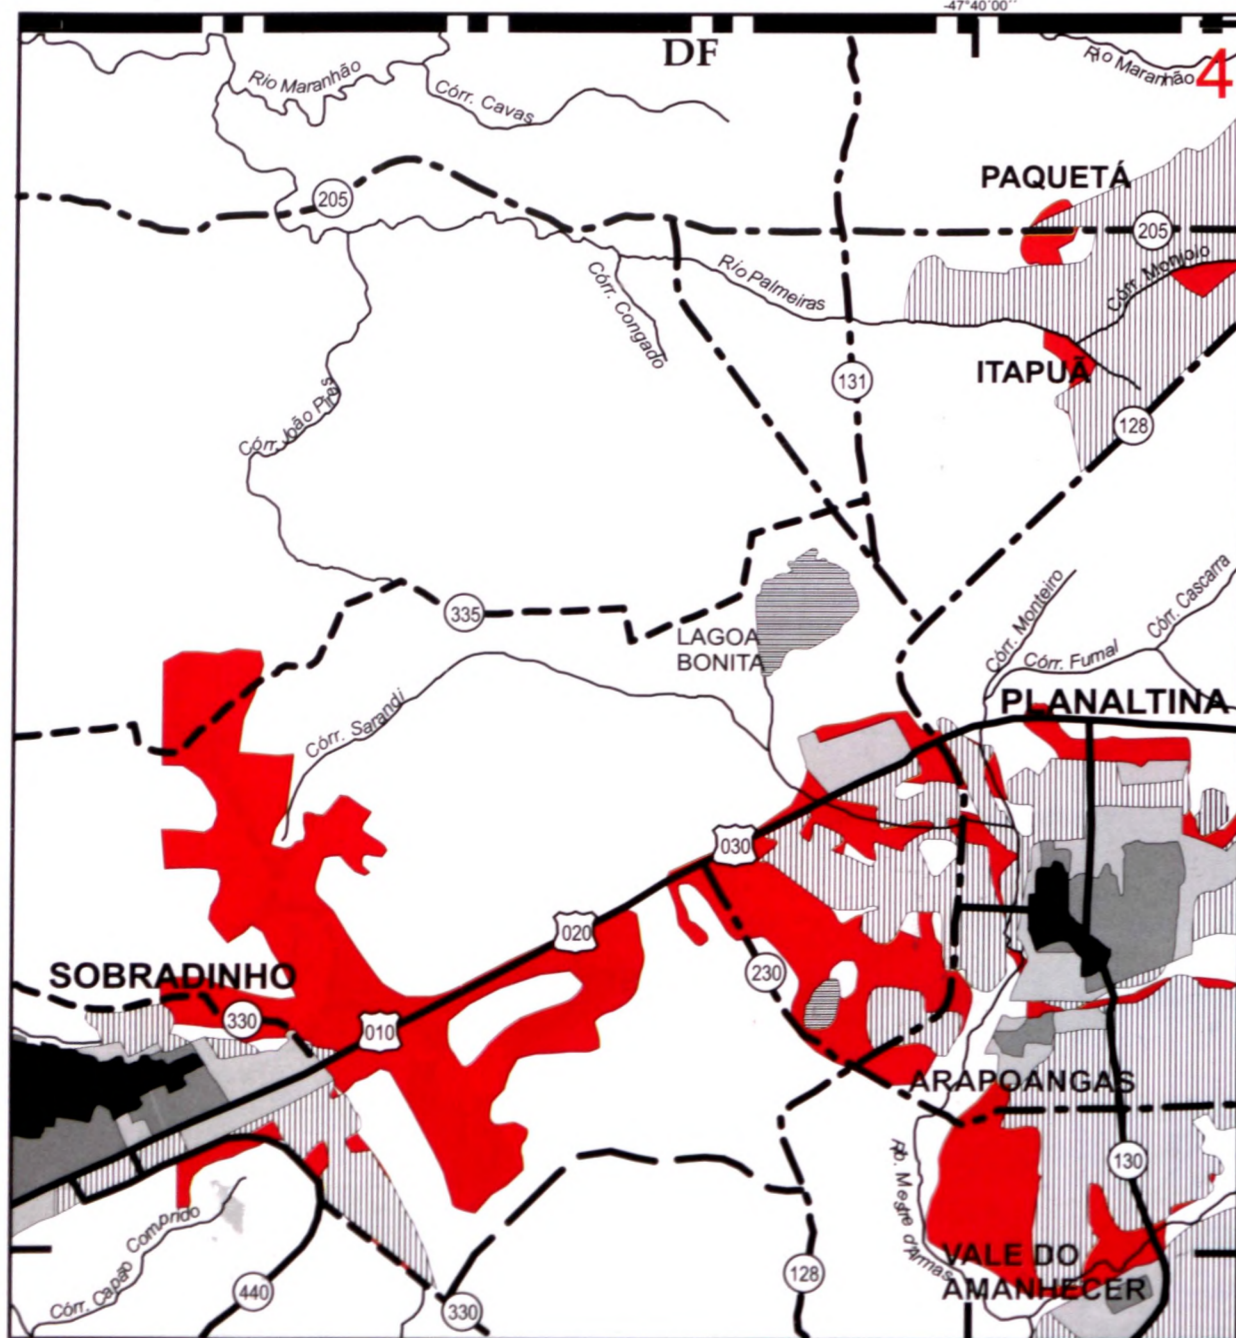 -47°40'00"
DF
Rio Maranhão
Rio Maranhão
4
Córr. Cavas
PAQUETÁ
205
205
Córr. Monjolo
Rio Palmeiras
Córr. Congado
ITAPUÃ
131
128
Córr. João Pires
335
LAGOA
BONITA
Córr. Monteiro
Córr. Cascarra
Córr. Fumal
Córr. Sarandi
PLANALTINA
030
020
230
SOBRADINHO
330
010
ARAPOANGAS
130
Rib. Mestre d'Armas
VALE DO
AMANHECER
Córr. Capão Comprido
440
330
128